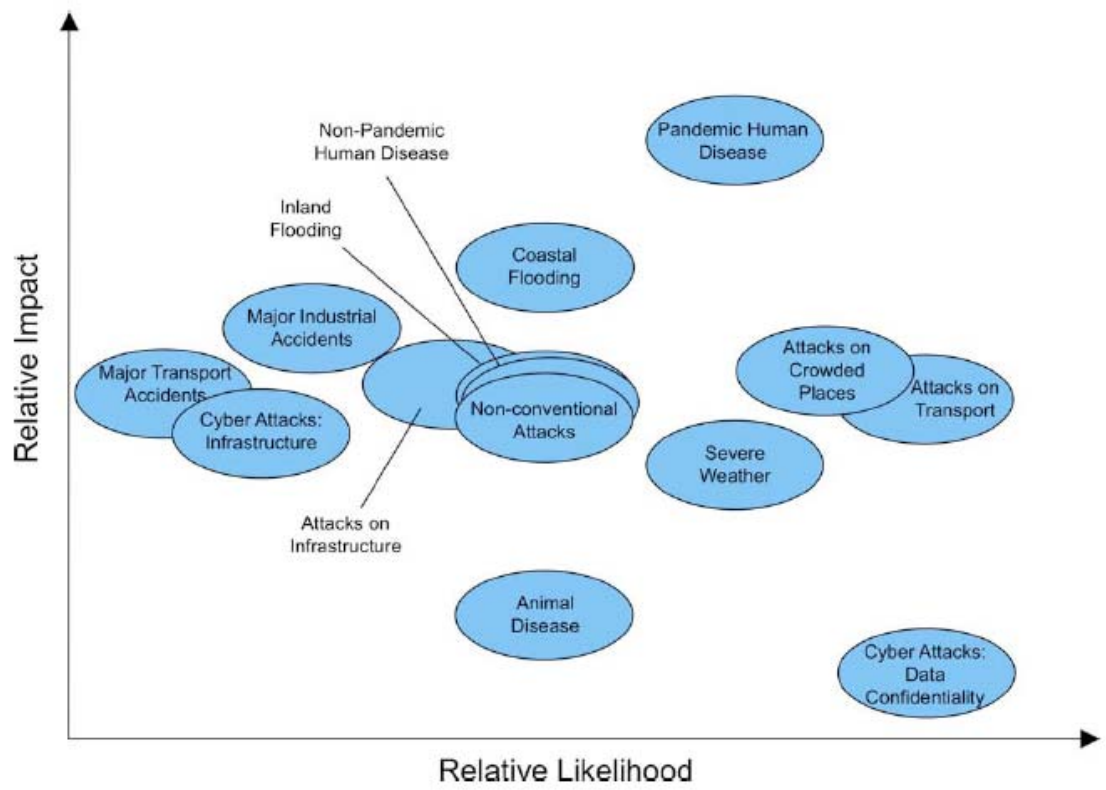 Non-Pandemic
Human Disease
Pandemic Human
Disease
Inland
Flooding
Coastal
Flooding
Major Industrial
Accidents
Attacks on
Crowded
Places
Major Transport
Accidents
Attacks on
Transport
Cyber Attacks:
Infrastructure
Non-conventional
Attacks
Severe
Weather
Attacks on
Infrastructure
Animal
Disease
Cyber Attacks:
Data
Confidentiality
Relative Impact
Relative Likelihood